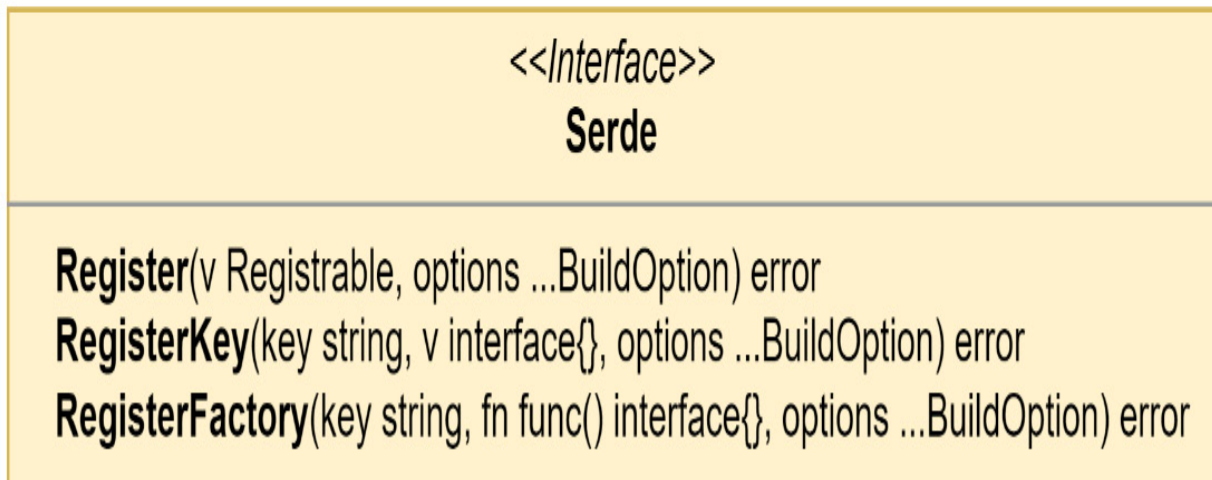 <<Interface>>
Serde
Register(v Registrable, options ...BuildOption) error
RegisterKey(key string, v interface{}, options ...BuildOption) error
RegisterFactory(key string, fn func() interface{}, options ...BuildOption) error